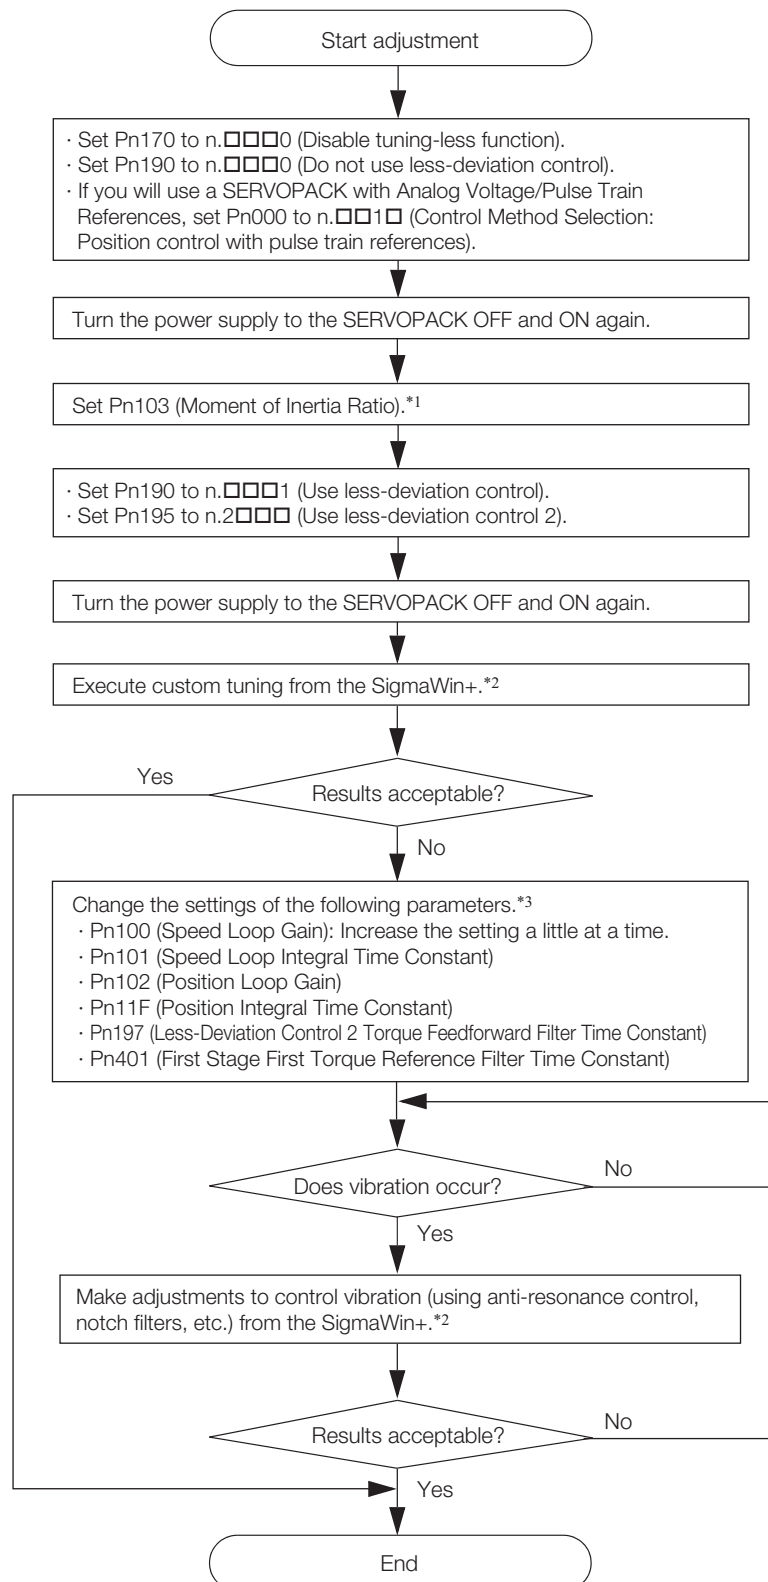 Start adjustment
· Set Pn170 to n.□□□0 (Disable tuning-less function).
· Set Pn190 to n.□□□0 (Do not use less-deviation control).
· If you will use a SERVOPACK with Analog Voltage/Pulse Train
References, set Pn000 to n.□□1□ (Control Method Selection:
Position control with pulse train references).
Turn the power supply to the SERVOPACK OFF and ON again.
Set Pn103 (Moment of Inertia Ratio).*1
· Set Pn190 to n.□□□1 (Use less-deviation control).
· Set Pn195 to n.2□□□ (Use less-deviation control 2).
Turn the power supply to the SERVOPACK OFF and ON again.
Execute custom tuning from the SigmaWin+.*2
Yes
Results acceptable?
No
Change the settings of the following parameters.*3
· Pn100 (Speed Loop Gain): Increase the setting a little at a time.
· Pn101 (Speed Loop Integral Time Constant)
· Pn102 (Position Loop Gain)
· Pn11F (Position Integral Time Constant)
· Pn197 (Less-Deviation Control 2 Torque Feedforward Filter Time Constant)
· Pn401 (First Stage First Torque Reference Filter Time Constant)
Does vibration occur?
No
Yes
Make adjustments to control vibration (using anti-resonance control,
notch filters, etc.) from the SigmaWin+.*2
Results acceptable?
No
Yes
End